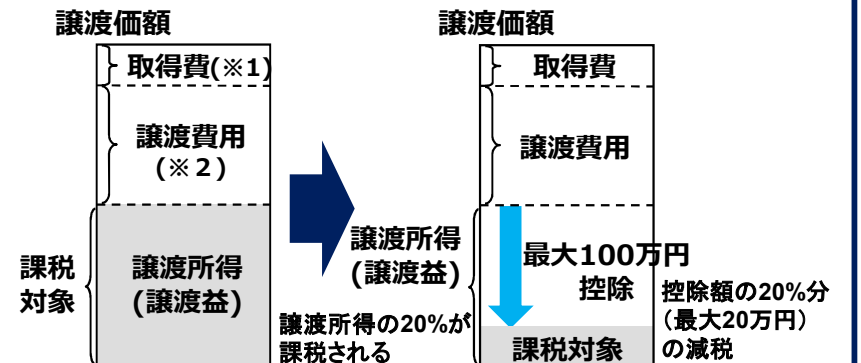 譲渡価額
取得費(※1)
譲渡費用
(※２)
課税
対象
譲渡所得
(譲渡益)
譲渡所得の20%が
課税される
譲渡価額
取得費
譲渡費用
譲渡所得
(譲渡益)
最大100万円
控除
控除額の20%分
（最大20万円）
の減税
課税対象